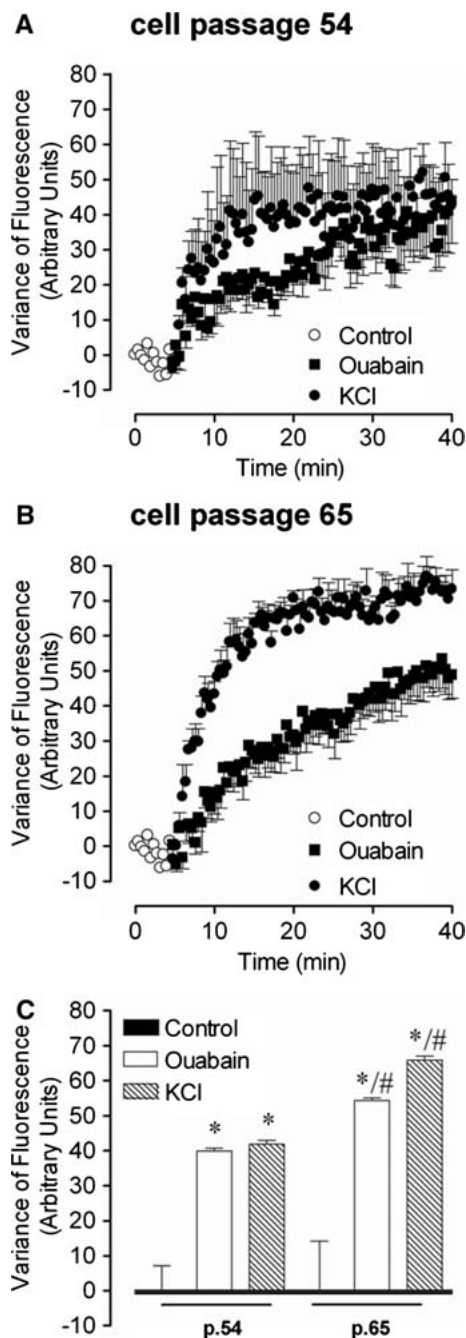 A cell passage 54
80
70
60
50
40
30
20
10
0
-10
Variance of Fluorescence
(Arbitrary Units)
Control
Ouabain
KCl
0 10 20 30 40
Time (min)
B cell passage 65
80
70
60
50
40
30
20
10
0
-10
Variance of Fluorescence
(Arbitrary Units)
Control
Ouabain
KCl
0 10 20 30 40
Time (min)
C
80
70
60
50
40
30
20
10
0
-10
Variance of Fluorescence
(Arbitrary Units)
Control
Ouabain
KCl
* * */# */#
p.54 p.65